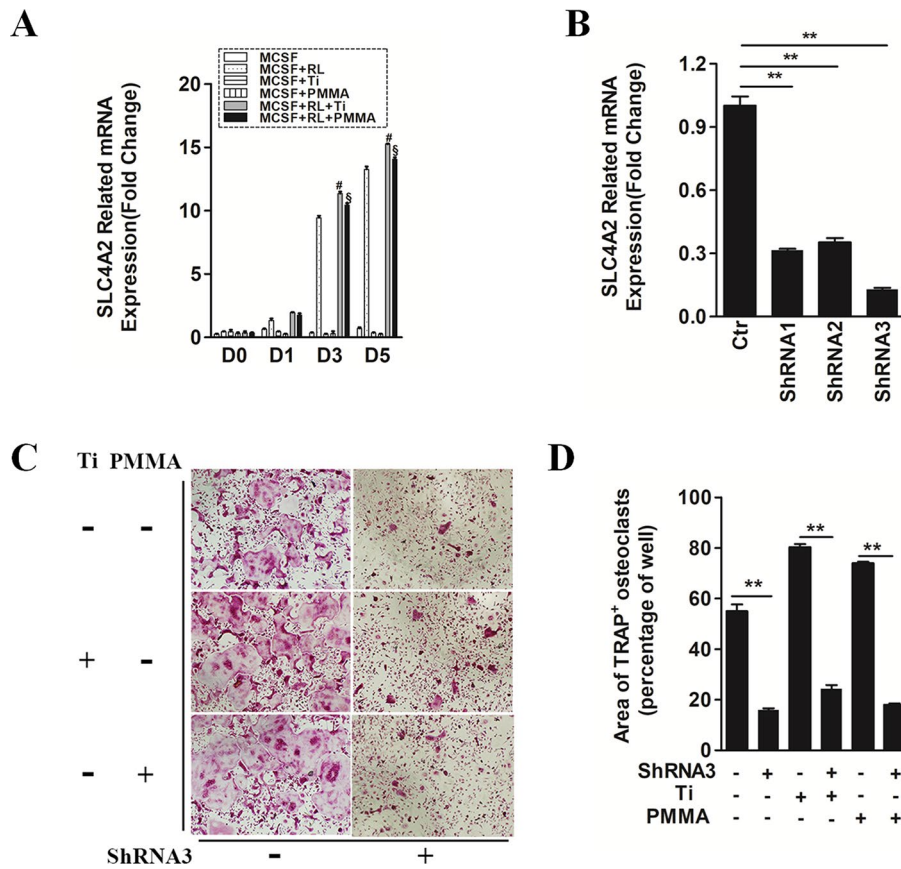 A
MCSF
MCSF+RL
MCSF+Ti
MCSF+PMMA
MCSF+RL+Ti
MCSF+RL+PMMA
SLC4A2 Related mRNA
Expression(Fold Change)
20
15
10
5
0
# § # §
D0 D1 D3 D5
B
SLC4A2 Related mRNA
Expression(Fold Change)
1.2
0.9
0.6
0.3
0.0
**
**
**
Ctr
ShRNA1
ShRNA2
ShRNA3
C
Ti PMMA
- -
+ -
- +
ShRNA3 - +
D
Area of TRAP+ osteoclasts
(percentage of well)
100
80
60
40
20
0
** ** **
ShRNA3 - + - + - +
Ti - - + + - -
PMMA - - - - + +